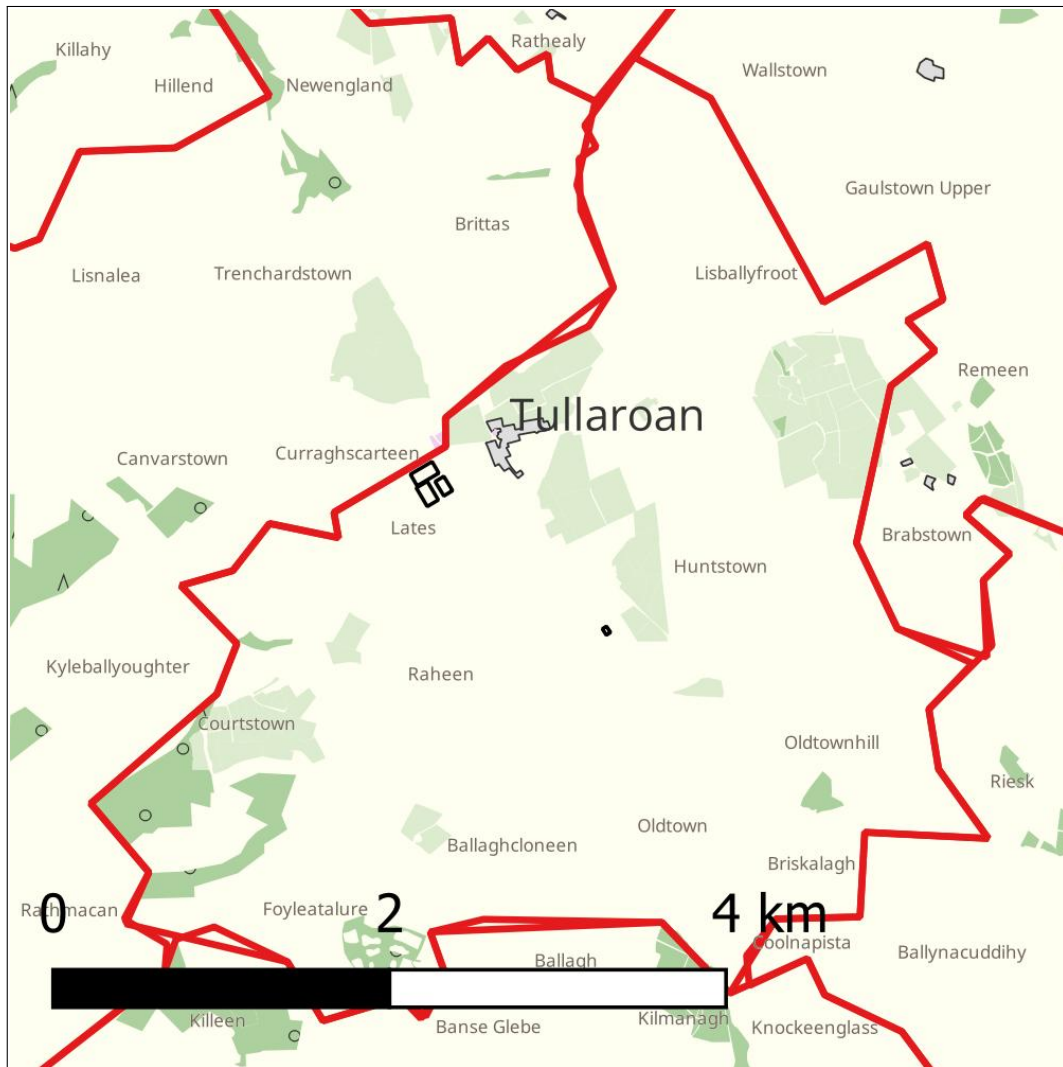 Killahy
Rathealy
Wallstown
Hillend
Newengland
Gaulstown Upper
Brittas
Lisnalea
Trenchardstown
Lisballyfroot
Remeen
Tullaroan
Canvarstown
Curraghscarteen
Lates
Brabstown
Huntstown
Kyleballyoughter
Raheen
Courtstown
Oldtownhill
Riesk
Oldtown
Ballaghcloneen
Briskalagh
Rathmacan
Foyleatalure
0
2
4 km
Coolnapista
Ballynacuddihy
Ballagh
Killeen
Banse Glebe
Kilmanagh
Knockeenglass